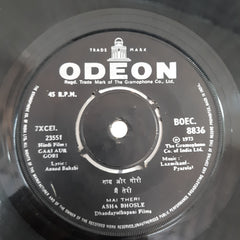 TRADE MARK
ODEON
Regd. Trade Mark of The Gramophone Co., Ltd.
45 R.P.M.
7XCEI.
23551
Hindi Film:
GAAI AUR
GORI
Lyric:
Anand Bakshi
BOEC.
8836
℗ 1973
The Gramophone
Co. of India Ltd.
Music:
Laxmikant-
Pyarelal
गाय और गोरी
मैं तेरी
MAI THERI
ASHA BHOSLE
Dhandayuthapani Films